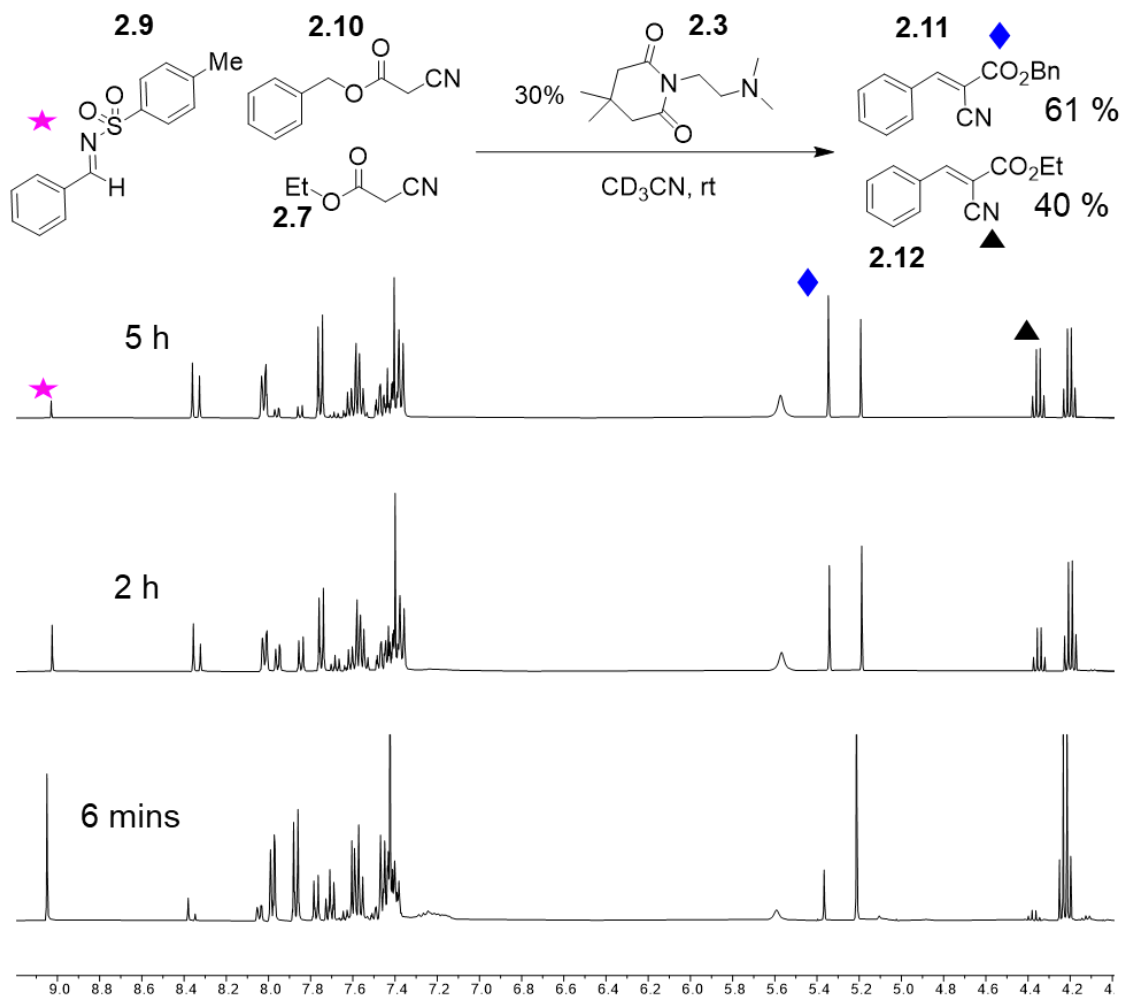 2.9 2.10 2.3 2.11
Me
O O
S
N
H
O
O
CN
30%
O
N
N
O
CO2Bn
CN
61 %
Et
O
O
CN
2.7
CD3CN, rt
CO2Et
CN
40 %
2.12
5 h
2 h
6 mins
9.0 8.8 8.6 8.4 8.2 8.0 7.8 7.6 7.4 7.2 7.0 6.8 6.6 6.4 6.2 6.0 5.8 5.6 5.4 5.2 5.0 4.8 4.6 4.4 4.2 4.